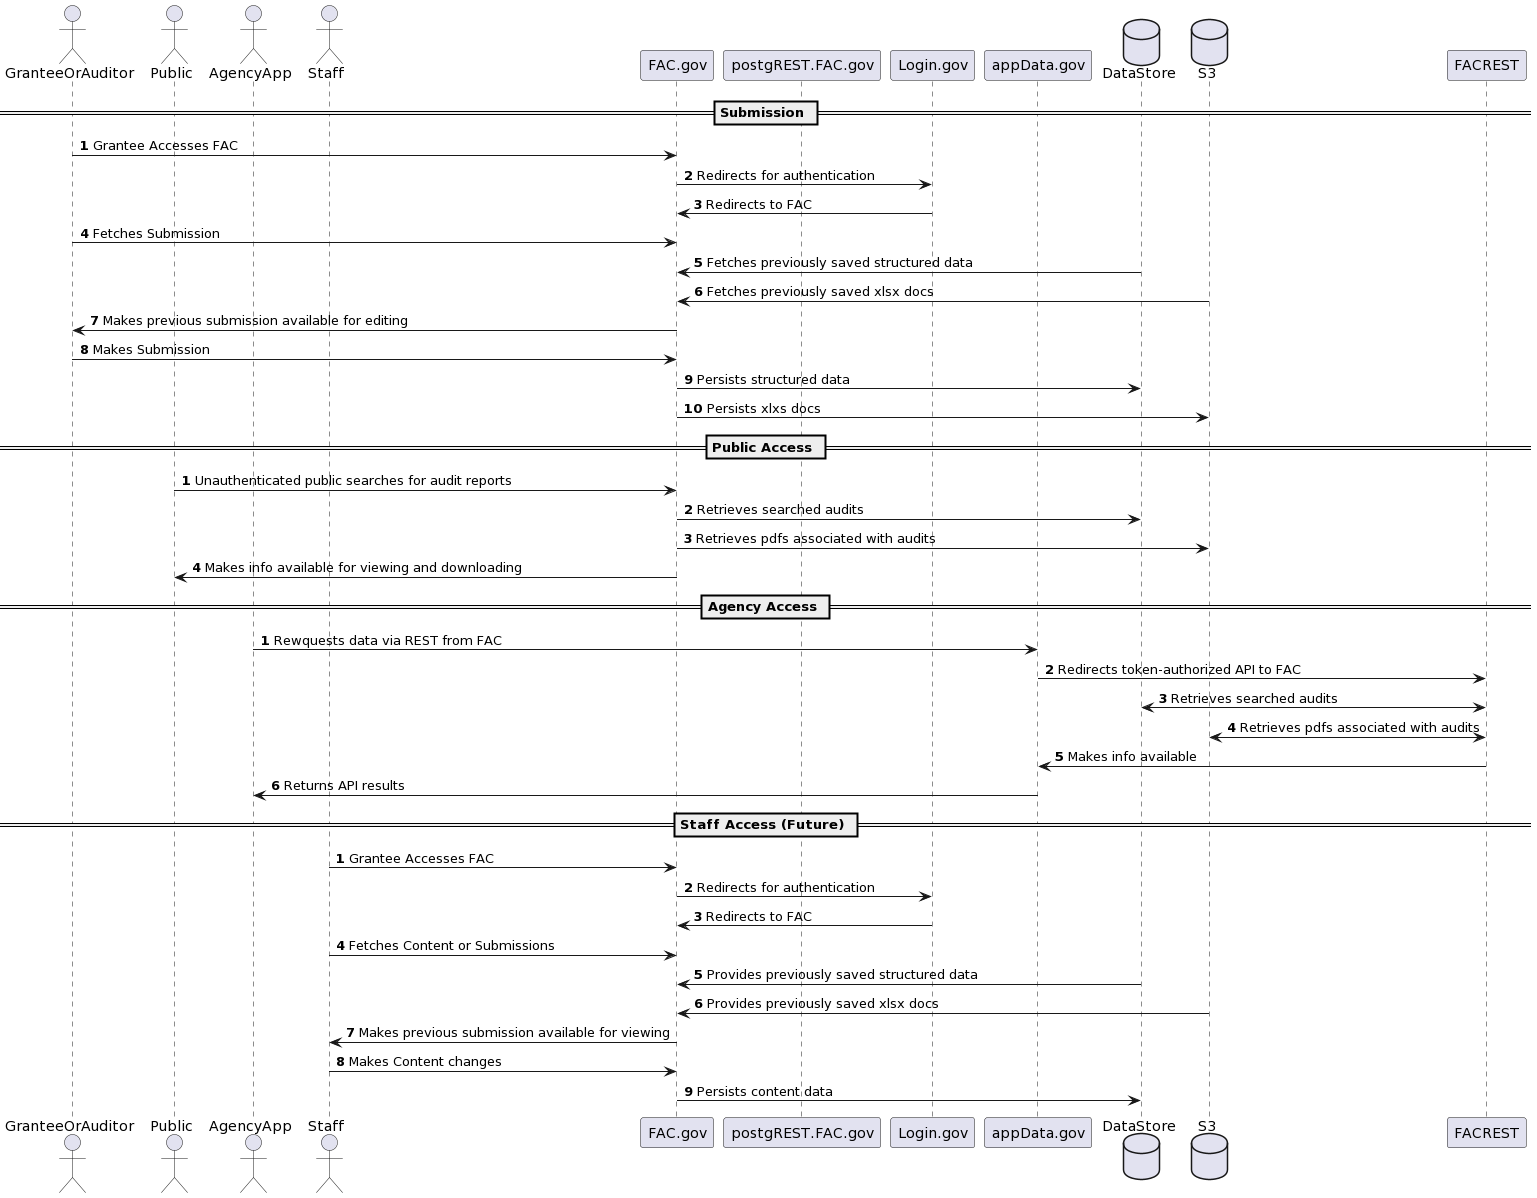 GranteeOrAuditor Public AgencyApp Staff FAC.gov postgREST.FAC.gov Login.gov appData.gov DataStore S3 FACREST
Submission
1 Grantee Accesses FAC
2 Redirects for authentication
3 Redirects to FAC
4 Fetches Submission
5 Fetches previously saved structured data
6 Fetches previously saved xlsx docs
7 Makes previous submission available for editing
8 Makes Submission
9 Persists structured data
10 Persists xlxs docs
Public Access
1 Unauthenticated public searches for audit reports
2 Retrieves searched audits
3 Retrieves pdfs associated with audits
4 Makes info available for viewing and downloading
Agency Access
1 Rewquests data via REST from FAC
2 Redirects token-authorized API to FAC
3 Retrieves searched audits
4 Retrieves pdfs associated with audits
5 Makes info available
6 Returns API results
Staff Access (Future)
1 Grantee Accesses FAC
2 Redirects for authentication
3 Redirects to FAC
4 Fetches Content or Submissions
5 Provides previously saved structured data
6 Provides previously saved xlsx docs
7 Makes previous submission available for viewing
8 Makes Content changes
9 Persists content data
GranteeOrAuditor Public AgencyApp Staff FAC.gov postgREST.FAC.gov Login.gov appData.gov DataStore S3 FACREST